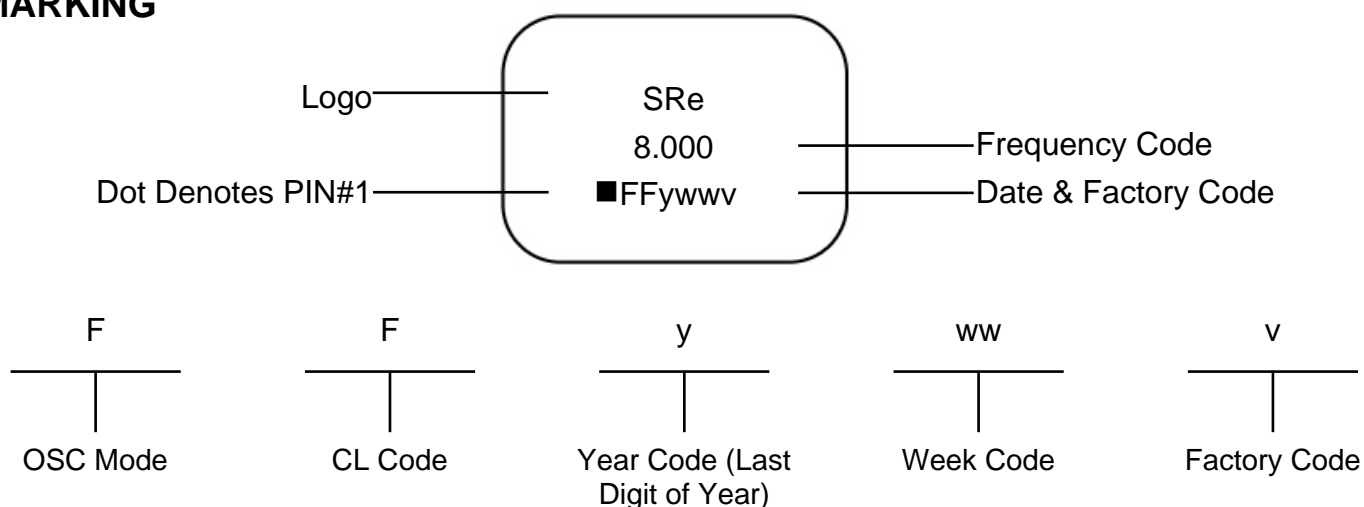 MARKING
Logo
SRe
8.000
Frequency Code
Dot Denotes PIN#1
■FFywwv
Date & Factory Code
F
F
y
ww
v
OSC Mode
CL Code
Year Code (Last
Digit of Year)
Week Code
Factory Code